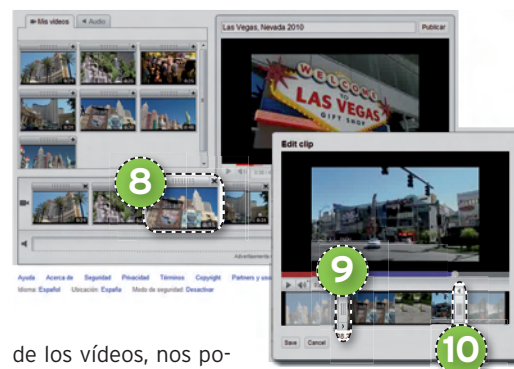 Mis vídeos
Audio
Las Vegas, Nevada 2010
Publicar
WELCOME
TO
LAS VEGAS
GIFT SHOP
Edit clip
8
9
10
Ayuda Acerca de Seguridad Privacidad Términos Copyright Partners y
Idioma: Español Ubicación: España Modo de seguridad: Desactivar
Save Cancel
de los vídeos, nos po-